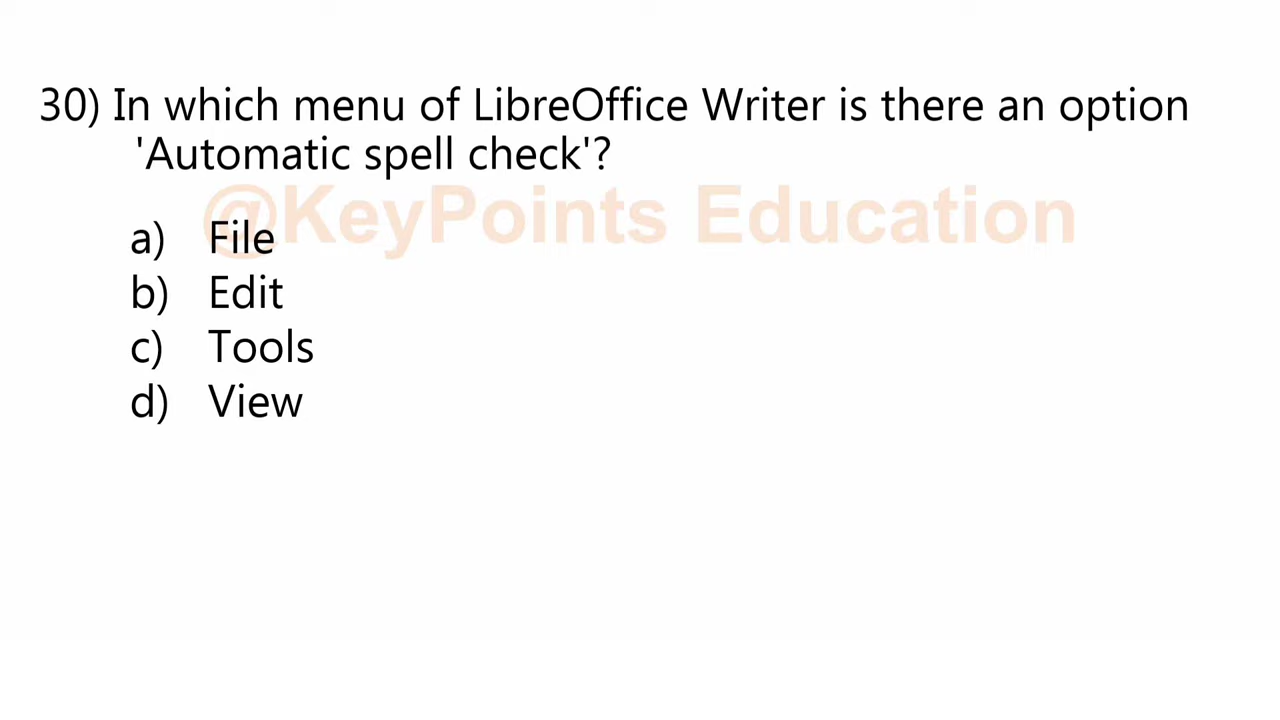 30) In which menu of LibreOffice Writer is there an option
'Automatic spell check'?
@KeyPoints Education
a) File
b) Edit
c) Tools
d) View